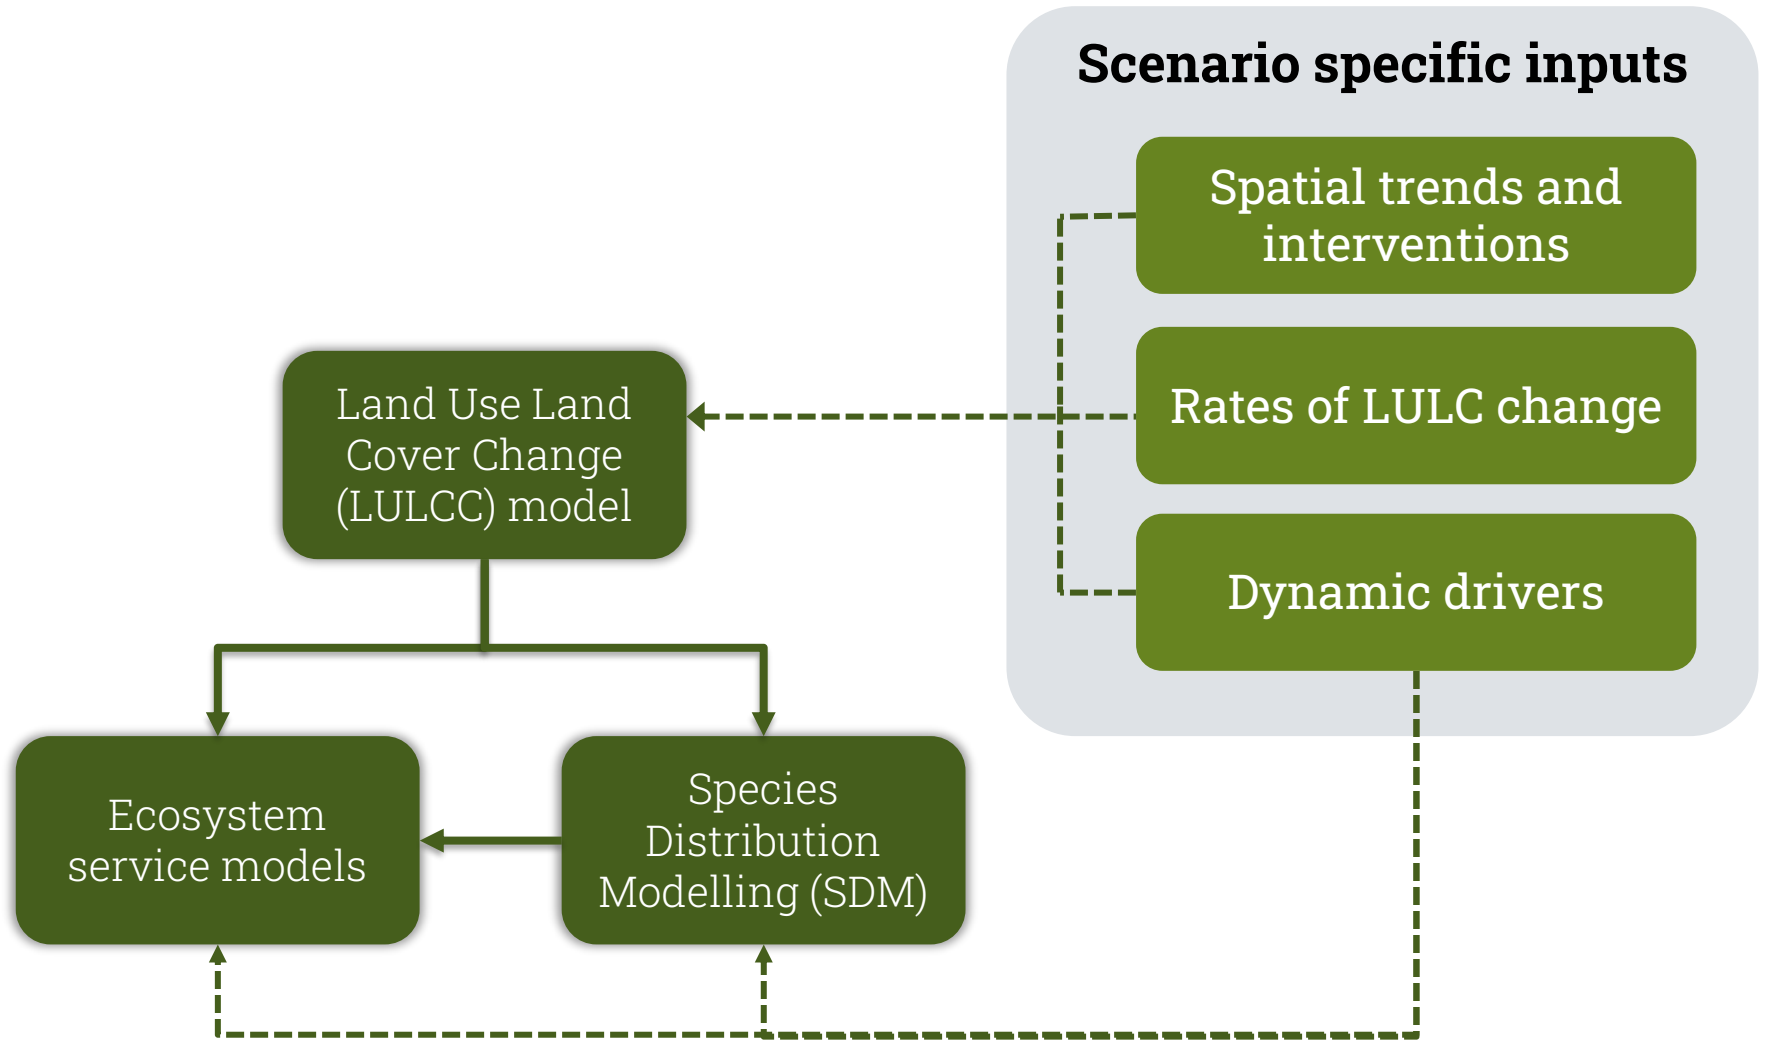 Scenario specific inputs
Spatial trends and
interventions
Rates of LULC change
Dynamic drivers
Land Use Land
Cover Change
(LULCC) model
Ecosystem
service models
Species
Distribution
Modelling (SDM)